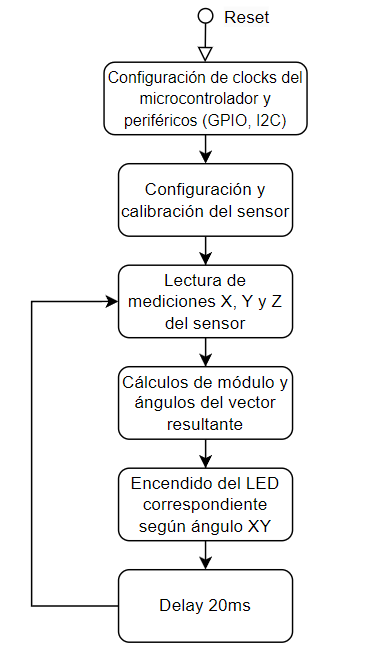 Reset
Configuración de clocks del
microcontrolador y
periféricos (GPIO, I2C)
Configuración y
calibración del sensor
Lectura de
mediciones X, Y y Z
del sensor
Cálculos de módulo y
ángulos del vector
resultante
Encendido del LED
correspondiente
según ángulo XY
Delay 20ms